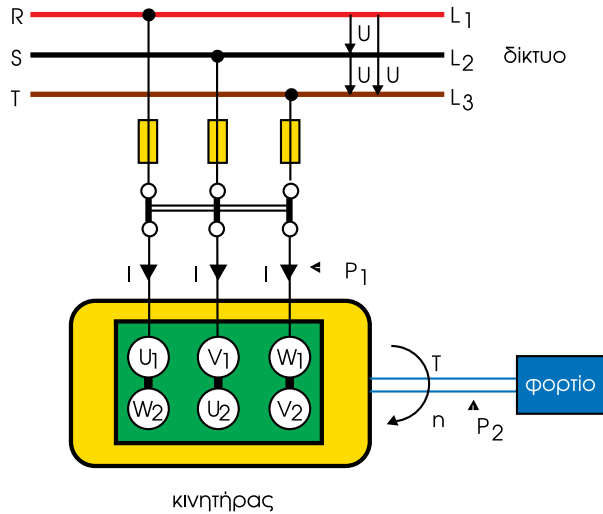 R L1
U
S L2 δίκτυο
U U
T L3
I I I P1
U1 V1 W1
W2 U2 V2
T
n
P2
φορτίο
κινητήρας